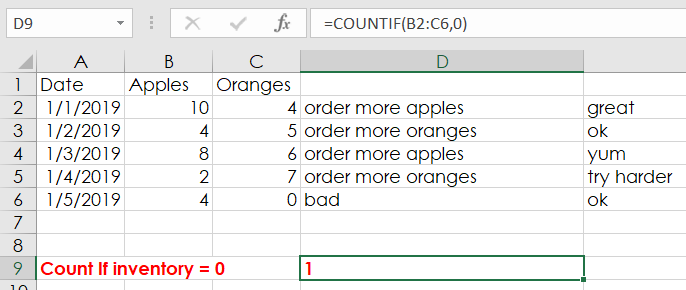 D9 fx =COUNTIF(B2:C6,0)
A B C D
1 Date Apples Oranges
2 1/1/2019 10 4 order more apples great
3 1/2/2019 4 5 order more oranges ok
4 1/3/2019 8 6 order more apples yum
5 1/4/2019 2 7 order more oranges try harder
6 1/5/2019 4 0 bad ok
7
8
9 Count If inventory = 0 1
10